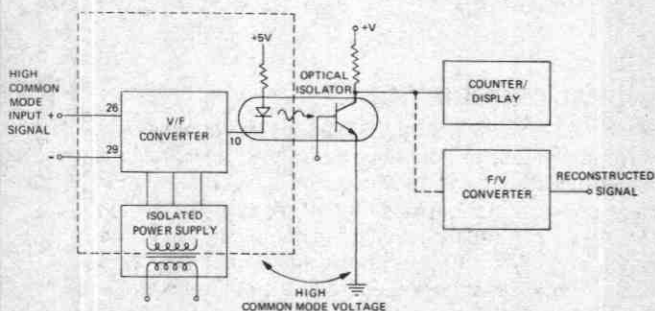 HIGH
COMMON
MODE
INPUT
SIGNAL
+
-
26
29
V/F
CONVERTER
10
+5V
OPTICAL
ISOLATOR
+V
COUNTER/
DISPLAY
F/V
CONVERTER
RECONSTRUCTED
SIGNAL
ISOLATED
POWER SUPPLY
HIGH
COMMON MODE VOLTAGE